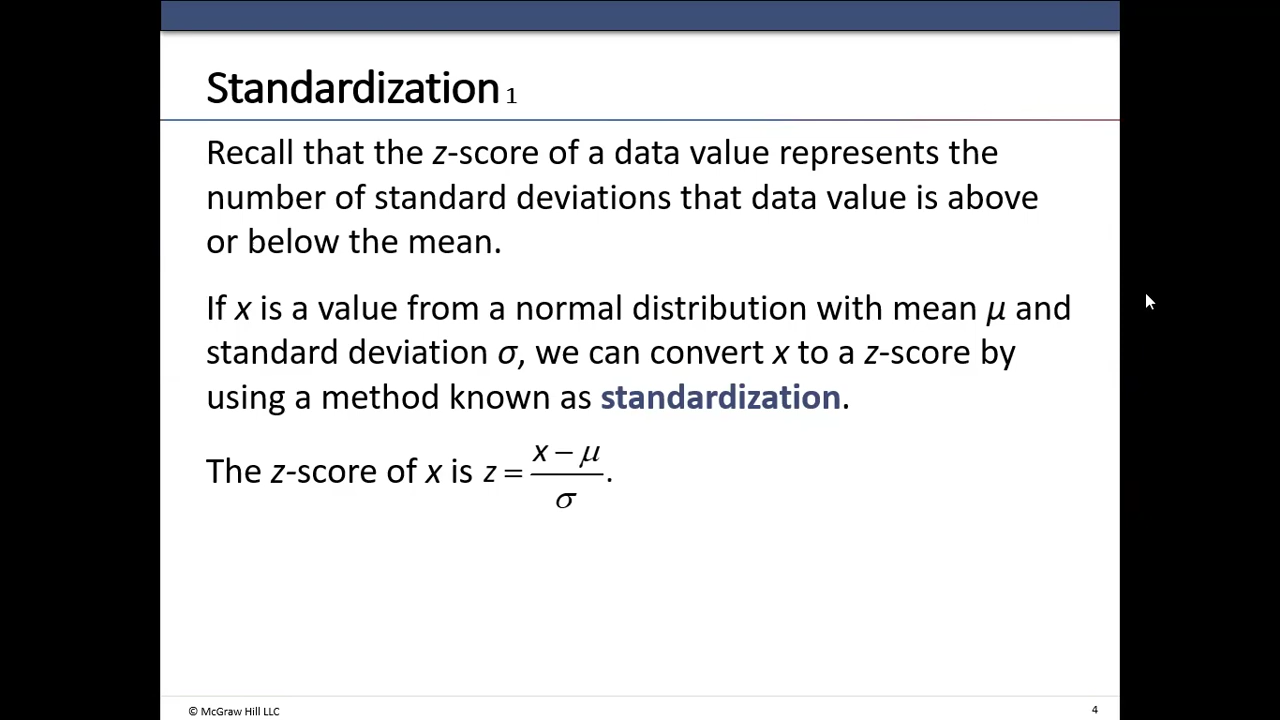 Standardization 1
Recall that the z-score of a data value represents the
number of standard deviations that data value is above
or below the mean.
If x is a value from a normal distribution with mean μ and
standard deviation σ, we can convert x to a z-score by
using a method known as standardization.
The z-score of x is z = (x − μ)/σ.
© McGraw Hill LLC
4